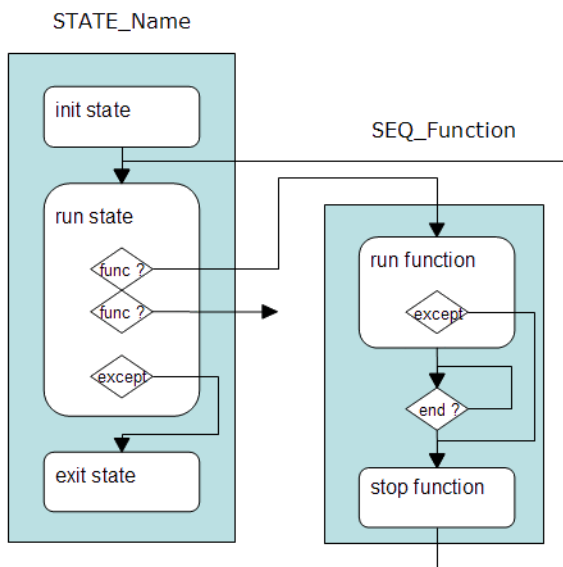 STATE_Name
init state
run state
func ?
func ?
except
exit state
SEQ_Function
run function
except
end ?
stop function